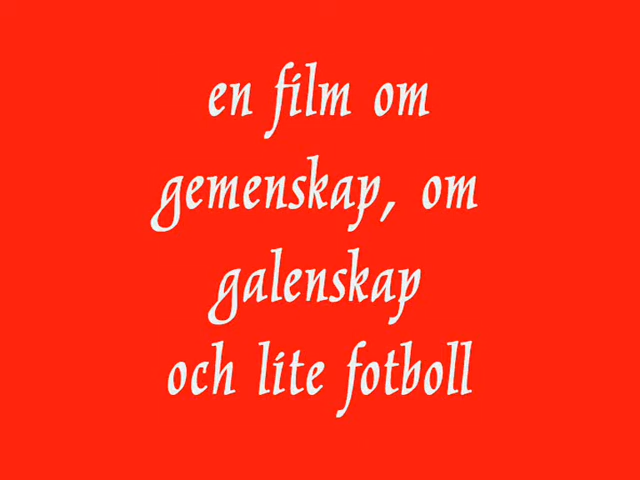 en film om
gemenskap, om
galenskap
och lite fotboll